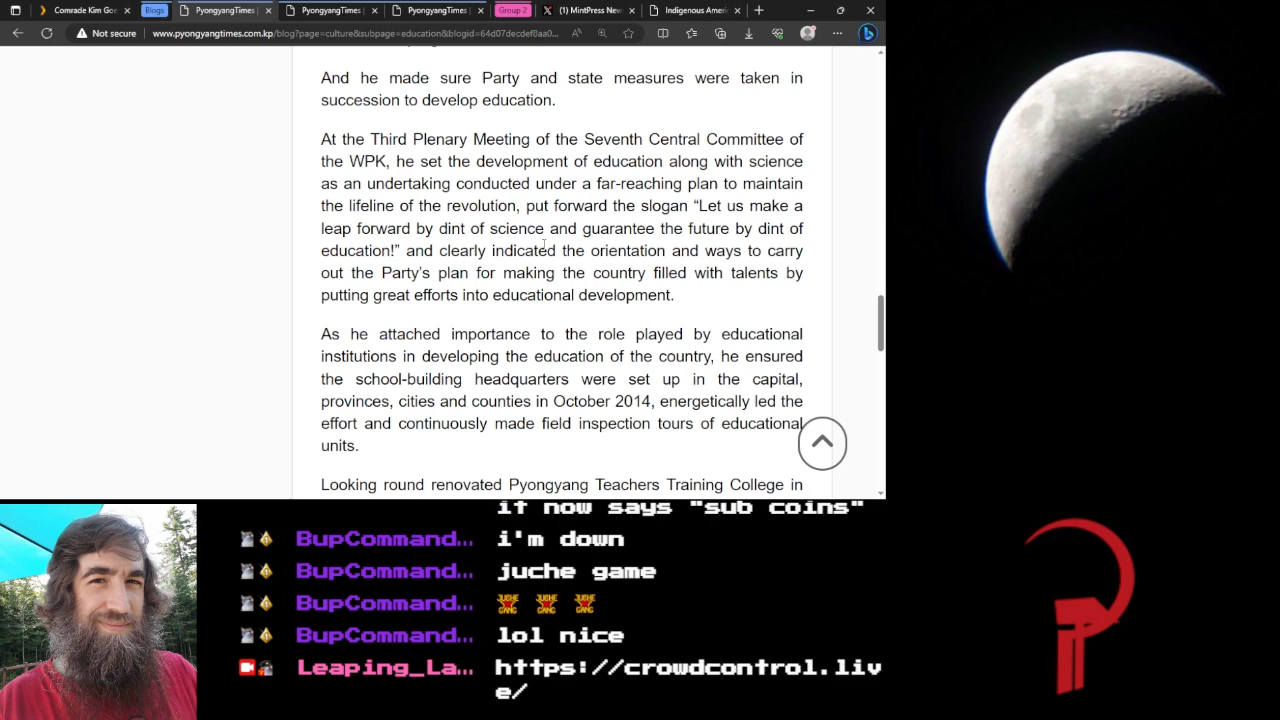 Comrade Kim Goe
Blogs
PyongyangTimes
PyongyangTimes
PyongyangTimes
Group 2
(1) MintPress New
Indigenous Ameri
Not secure
www.pyongyangtimes.com.kp/blog?page=culture&subpage=education&blogid=64d07decdef8aa0...
And he made sure Party and state measures were taken in
succession to develop education.
At the Third Plenary Meeting of the Seventh Central Committee of
the WPK, he set the development of education along with science
as an undertaking conducted under a far-reaching plan to maintain
the lifeline of the revolution, put forward the slogan “Let us make a
leap forward by dint of science and guarantee the future by dint of
education!” and clearly indicated the orientation and ways to carry
out the Party’s plan for making the country filled with talents by
putting great efforts into educational development.
As he attached importance to the role played by educational
institutions in developing the education of the country, he ensured
the school-building headquarters were set up in the capital,
provinces, cities and counties in October 2014, energetically led the
effort and continuously made field inspection tours of educational
units.
Looking round renovated Pyongyang Teachers Training College in
it now says "sub coins"
BupCommand... i'm down
BupCommand... juche game
BupCommand... JUCHE GANG JUCHE GANG JUCHE GANG
BupCommand... lol nice
Leaping_La... https://crowdcontrol.liv
e/